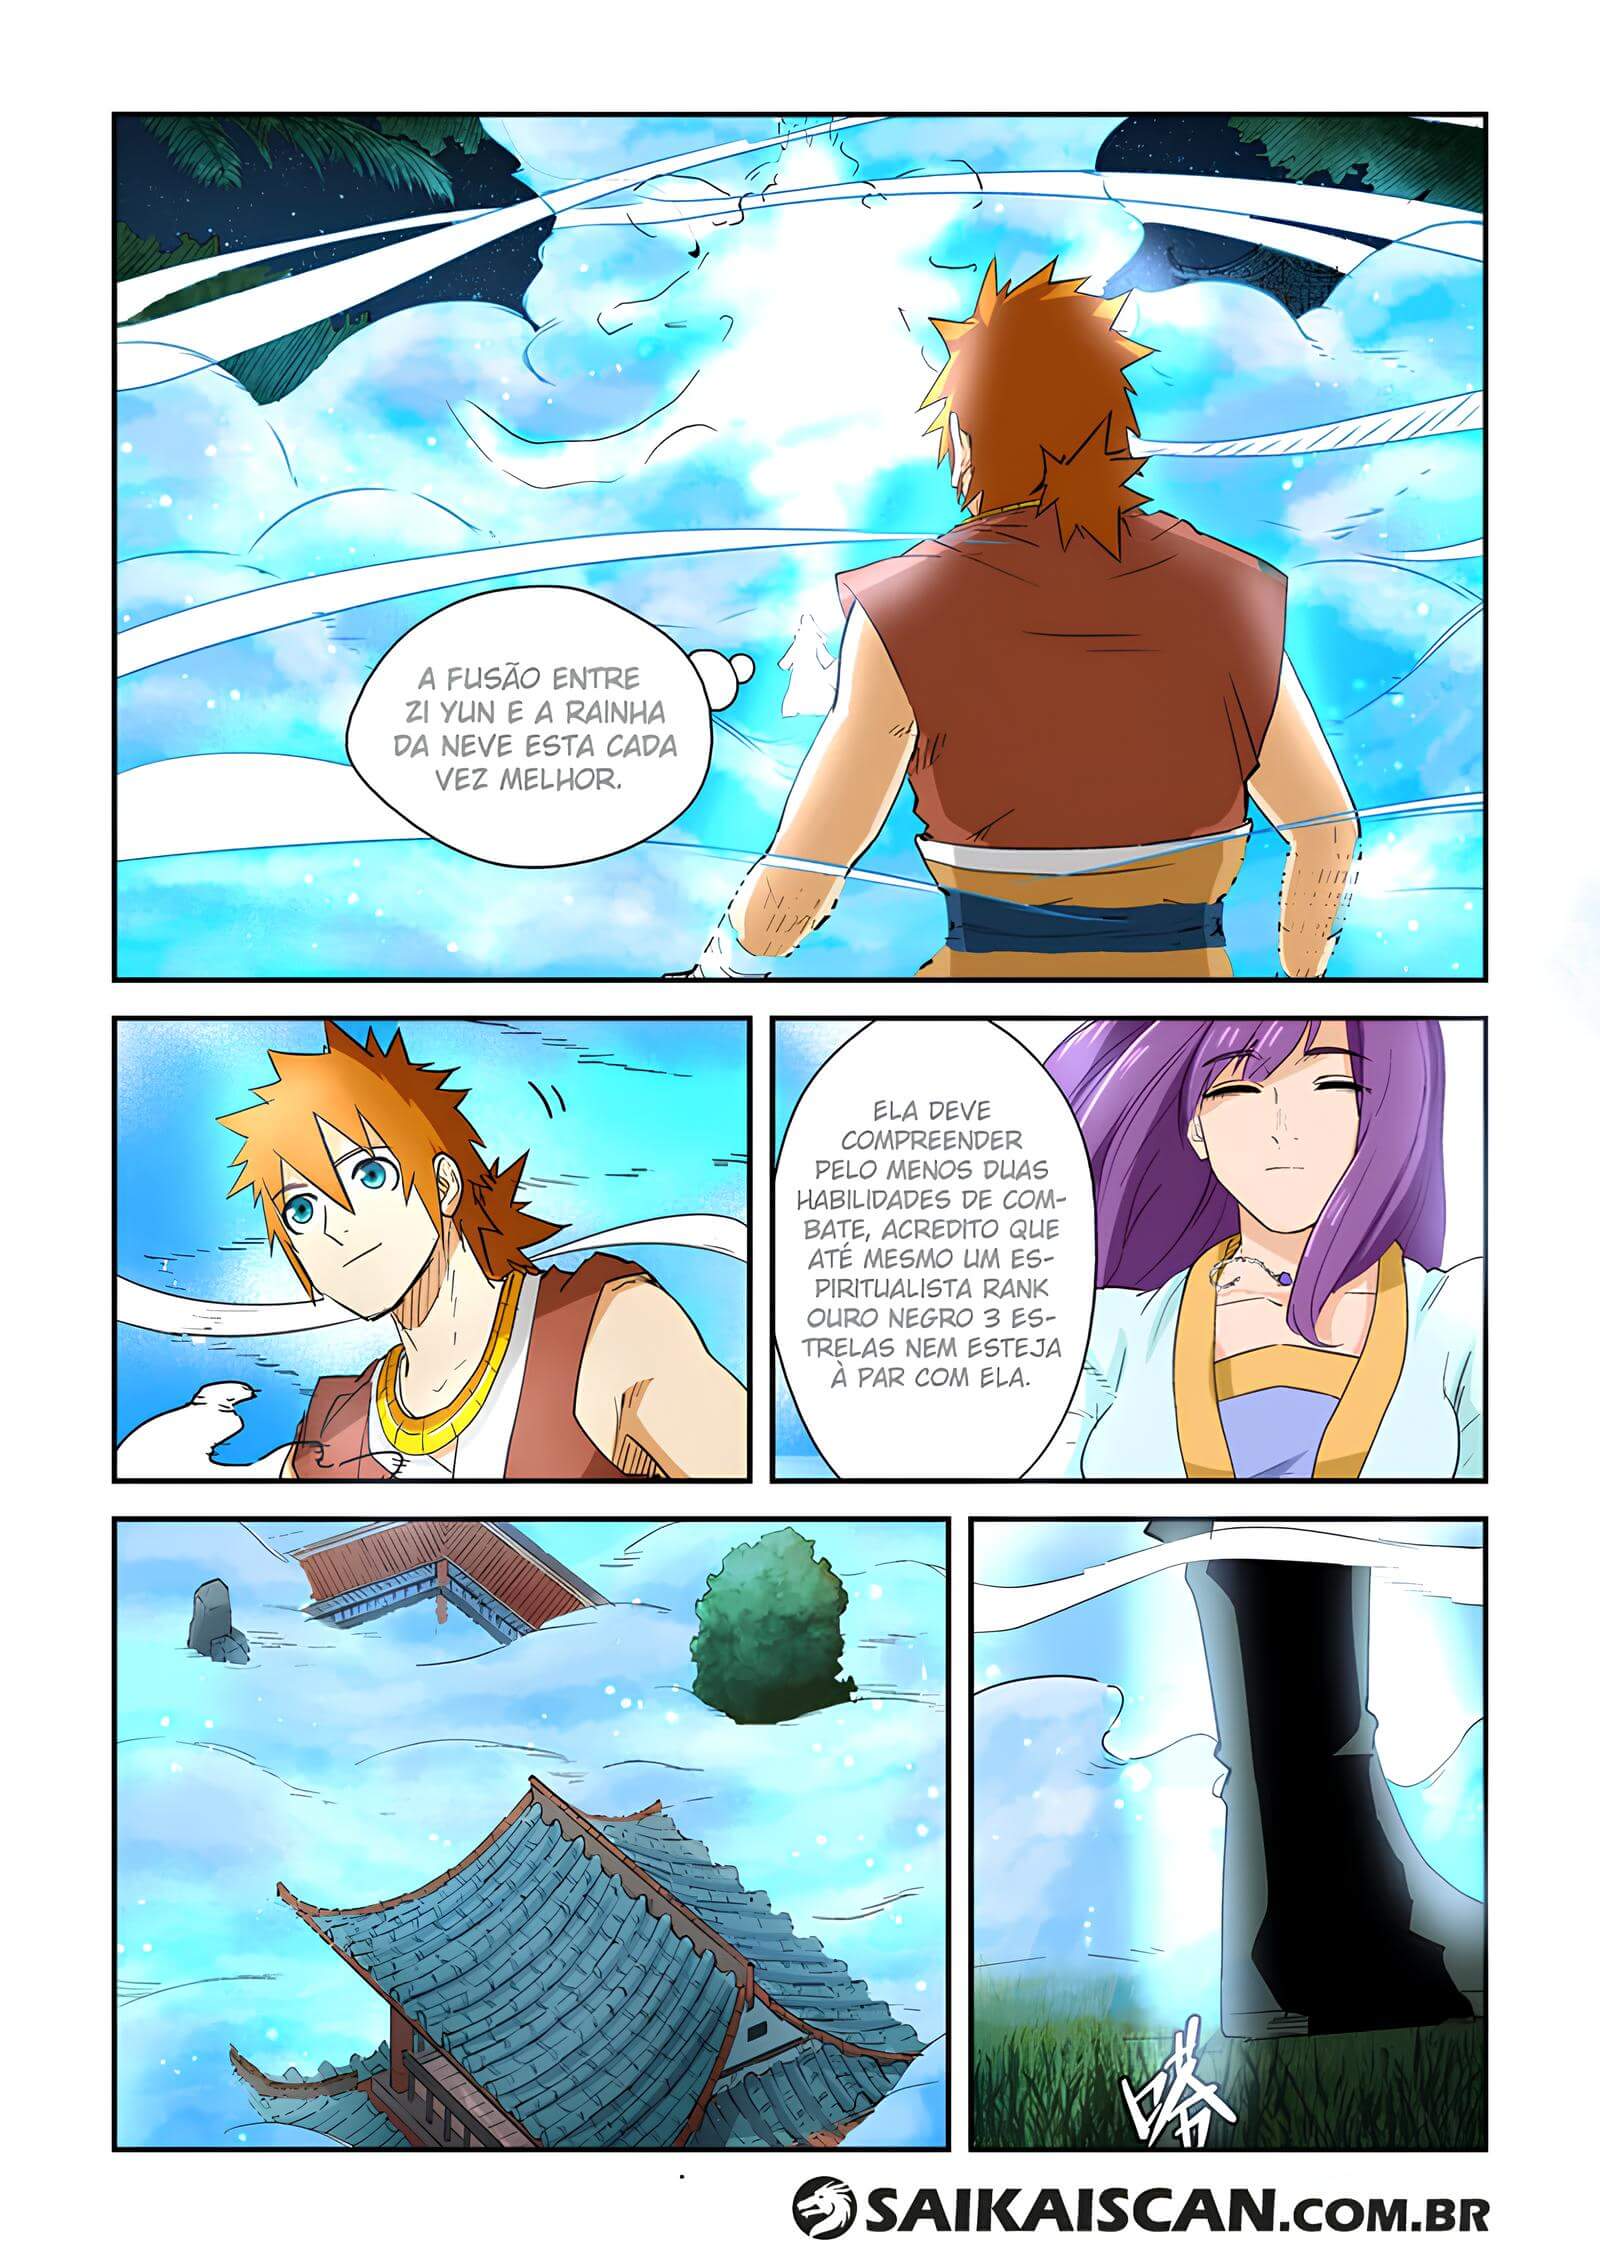 A FUSÃO ENTRE
ZI YUN E A RAINHA
DA NEVE ESTA CADA
VEZ MELHOR.
ELA DEVE
COMPREENDER
PELO MENOS DUAS
HABILIDADES DE COM-
BATE, ACREDITO QUE
ATÉ MESMO UM ES-
PIRITUALISTA RANK
OURO NEGRO 3 ES-
TRELAS NEM ESTEJA
À PAR COM ELA.
嗒
SAIKAISCAN.COM.BR